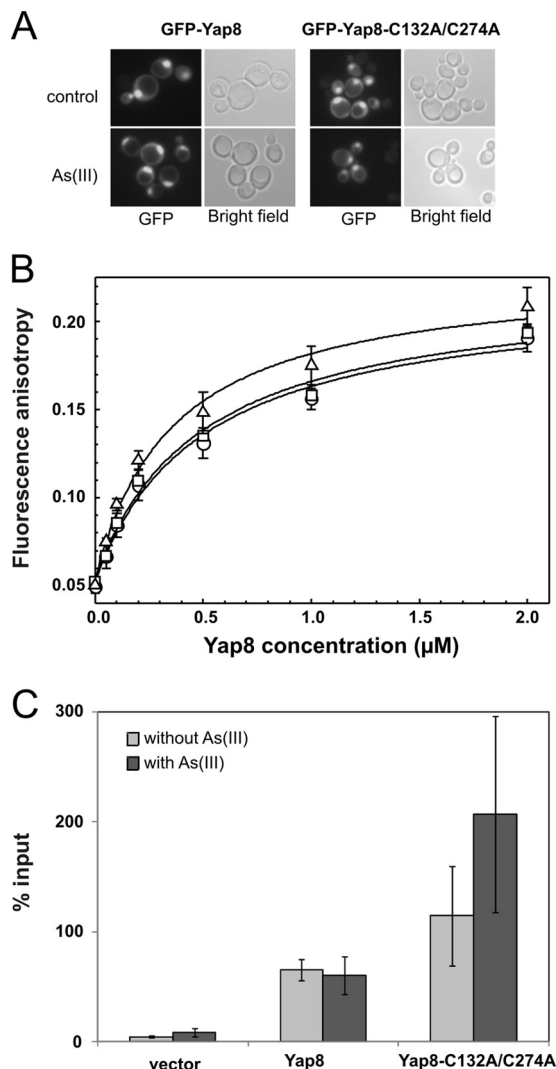 A
GFP-Yap8 GFP-Yap8-C132A/C274A
control
As(III)
GFP Bright field GFP Bright field
B
Fluorescence anisotropy
0.20
0.15
0.10
0.05
0.0 0.5 1.0 1.5 2.0
Yap8 concentration (µM)
C
% input
300
200
100
0
without As(III)
with As(III)
vector Yap8 Yap8-C132A/C274A